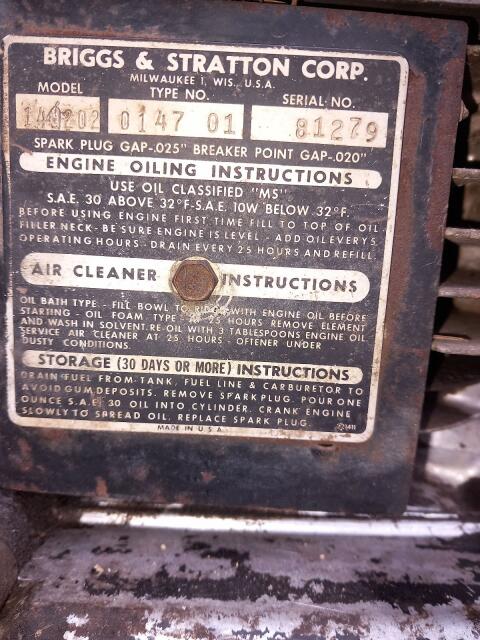 BRIGGS & STRATTON CORP.
MILWAUKEE 1, WIS., U.S.A.
MODEL TYPE NO. SERIAL NO.
0147 01 81279
SPARK PLUG GAP-.025" BREAKER POINT GAP-.020"
ENGINE OILING INSTRUCTIONS
USE OIL CLASSIFIED "MS"
S.A.E. 30 ABOVE 32°F-S.A.E. 10W BELOW 32°F.
BEFORE USING ENGINE FIRST TIME FILL TO TOP OF OIL
FILLER NECK - BE SURE ENGINE IS LEVEL - ADD OIL EVERY 5
OPERATING HOURS - DRAIN EVERY 25 HOURS AND REFILL.
AIR CLEANER INSTRUCTIONS
OIL BATH TYPE - FILL BOWL TO RIDGE WITH ENGINE OIL BEFORE
STARTING - OIL FOAM TYPE - 25 HOURS REMOVE ELEMENT
AND WASH IN SOLVENT. RE OIL WITH 3 TABLESPOONS ENGINE OIL
SERVICE AIR CLEANER AT 25 HOURS - OFTENER UNDER
DUSTY CONDITIONS.
STORAGE (30 DAYS OR MORE) INSTRUCTIONS
DRAIN FUEL FROM TANK, FUEL LINE & CARBURETOR TO
AVOID GUM DEPOSITS. REMOVE SPARK PLUG. POUR ONE
OUNCE S.A.E. 30 OIL INTO CYLINDER. CRANK ENGINE
SLOWLY TO SPREAD OIL. REPLACE SPARK PLUG.
MADE IN U.S.A.